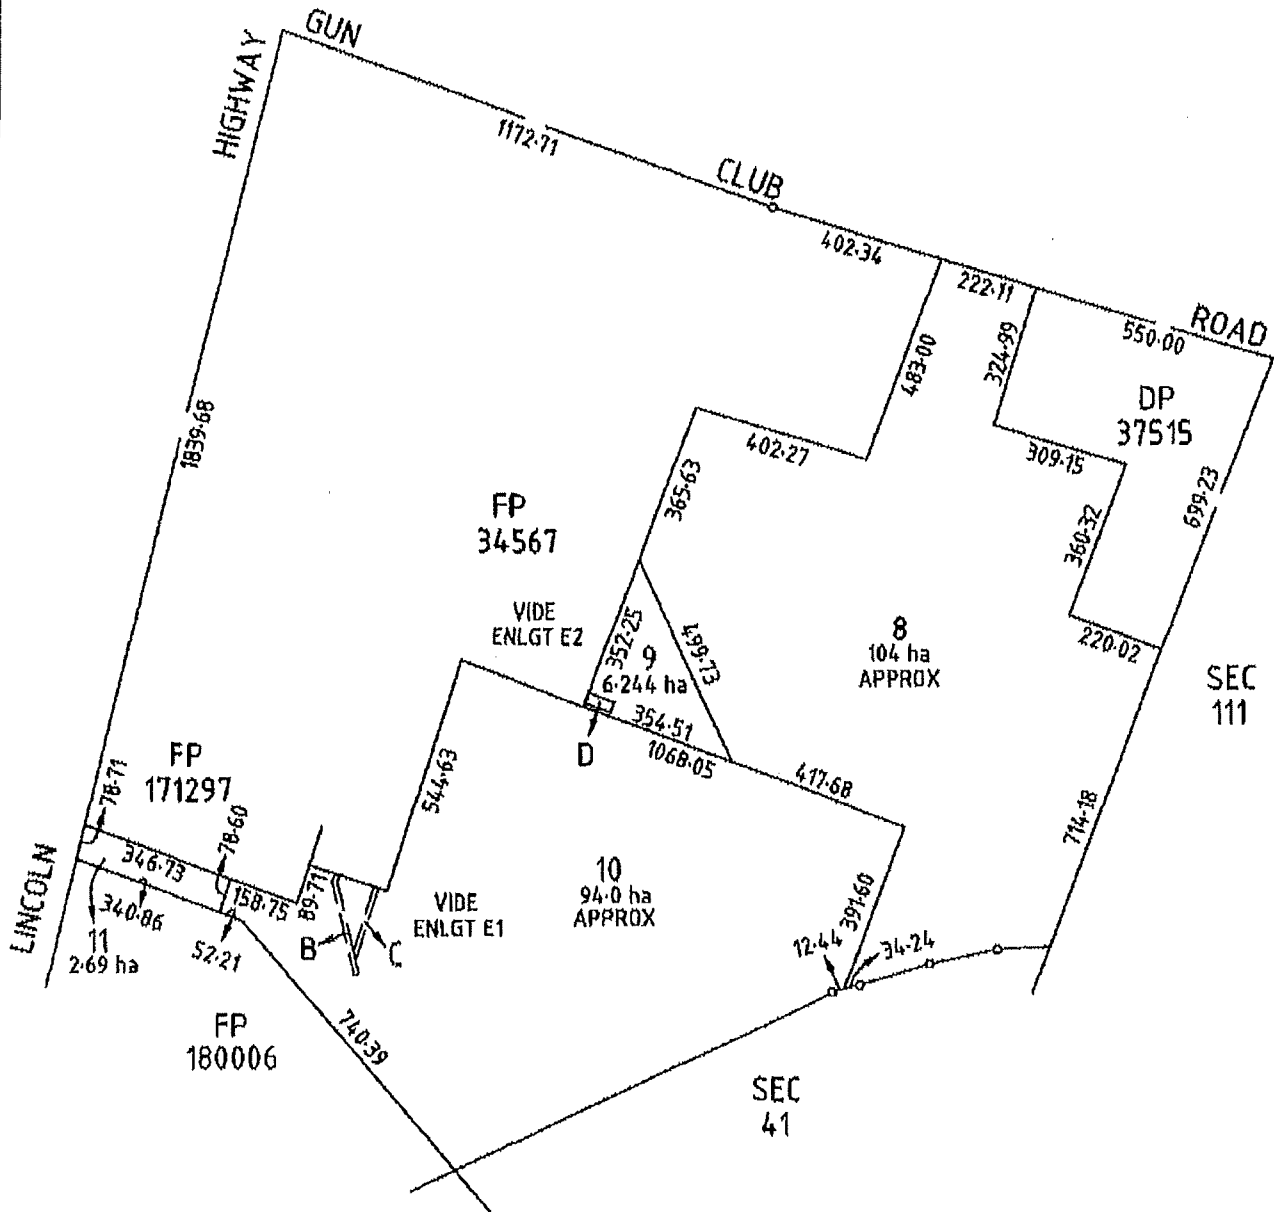 GUN
HIGHWAY
1172·71
CLUB
402·34
222·11
550·00
ROAD
324·99
483·00
DP
37515
402·27
309·15
1839·68
365·63
699·23
FP
34567
360·32
VIDE
ENLGT E2
352·25
499·73
8
104 ha
APPROX
220·02
9
6·244 ha
SEC
111
354·51
D
1068·05
FP
171297
78·71
544·63
417·68
78·60
714·18
346·73
10
94·0 ha
APPROX
LINCOLN
158·75
89·71
VIDE
ENLGT E1
391·60
340·86
11
2·69 ha
52·21
B
C
12·44
34·24
FP
180006
740·39
SEC
41